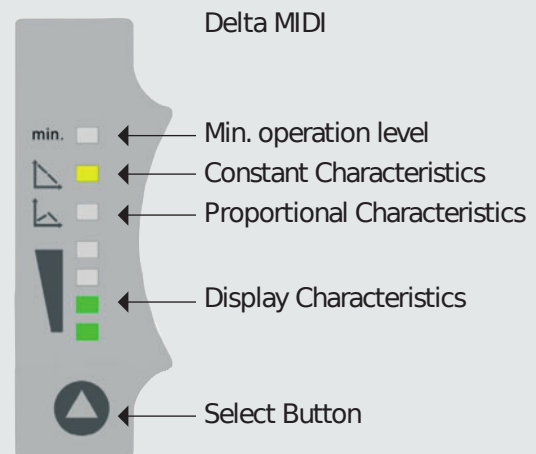 Delta MIDI
min.
Min. operation level
Constant Characteristics
Proportional Characteristics
Display Characteristics
Select Button